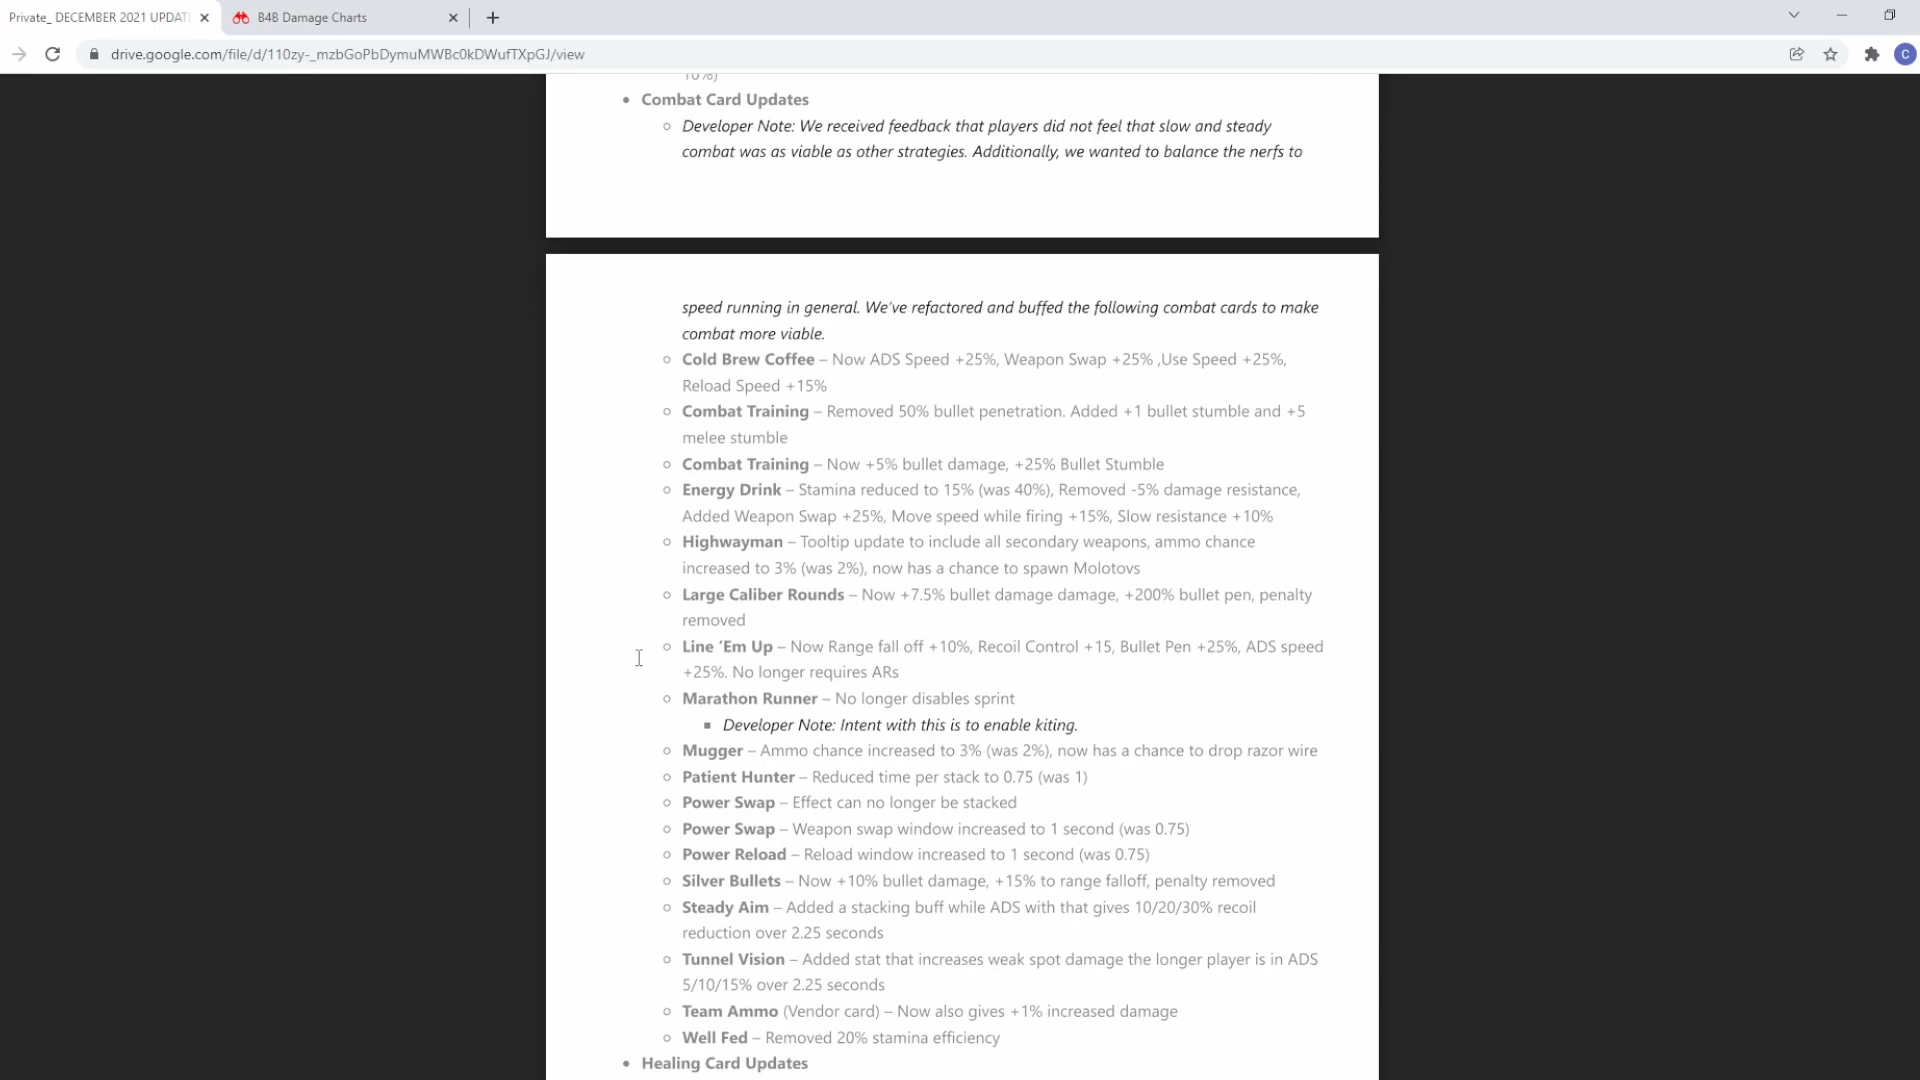 Private_ DECEMBER 2021 UPDAT
B4B Damage Charts
drive.google.com/file/d/110zy-_mzbGoPbDymuMWBc0kDWufTXpGJ/view
C
10%)
• Combat Card Updates
Developer Note: We received feedback that players did not feel that slow and steady
combat was as viable as other strategies. Additionally, we wanted to balance the nerfs to
speed running in general. We've refactored and buffed the following combat cards to make
combat more viable.
Cold Brew Coffee – Now ADS Speed +25%, Weapon Swap +25% ,Use Speed +25%,
Reload Speed +15%
Combat Training – Removed 50% bullet penetration. Added +1 bullet stumble and +5
melee stumble
Combat Training – Now +5% bullet damage, +25% Bullet Stumble
Energy Drink – Stamina reduced to 15% (was 40%), Removed -5% damage resistance,
Added Weapon Swap +25%, Move speed while firing +15%, Slow resistance +10%
Highwayman – Tooltip update to include all secondary weapons, ammo chance
increased to 3% (was 2%), now has a chance to spawn Molotovs
Large Caliber Rounds – Now +7.5% bullet damage damage, +200% bullet pen, penalty
removed
Line 'Em Up – Now Range fall off +10%, Recoil Control +15, Bullet Pen +25%, ADS speed
+25%. No longer requires ARs
Marathon Runner – No longer disables sprint
Developer Note: Intent with this is to enable kiting.
Mugger – Ammo chance increased to 3% (was 2%), now has a chance to drop razor wire
Patient Hunter – Reduced time per stack to 0.75 (was 1)
Power Swap – Effect can no longer be stacked
Power Swap – Weapon swap window increased to 1 second (was 0.75)
Power Reload – Reload window increased to 1 second (was 0.75)
Silver Bullets – Now +10% bullet damage, +15% to range falloff, penalty removed
Steady Aim – Added a stacking buff while ADS with that gives 10/20/30% recoil
reduction over 2.25 seconds
Tunnel Vision – Added stat that increases weak spot damage the longer player is in ADS
5/10/15% over 2.25 seconds
Team Ammo (Vendor card) – Now also gives +1% increased damage
Well Fed – Removed 20% stamina efficiency
• Healing Card Updates